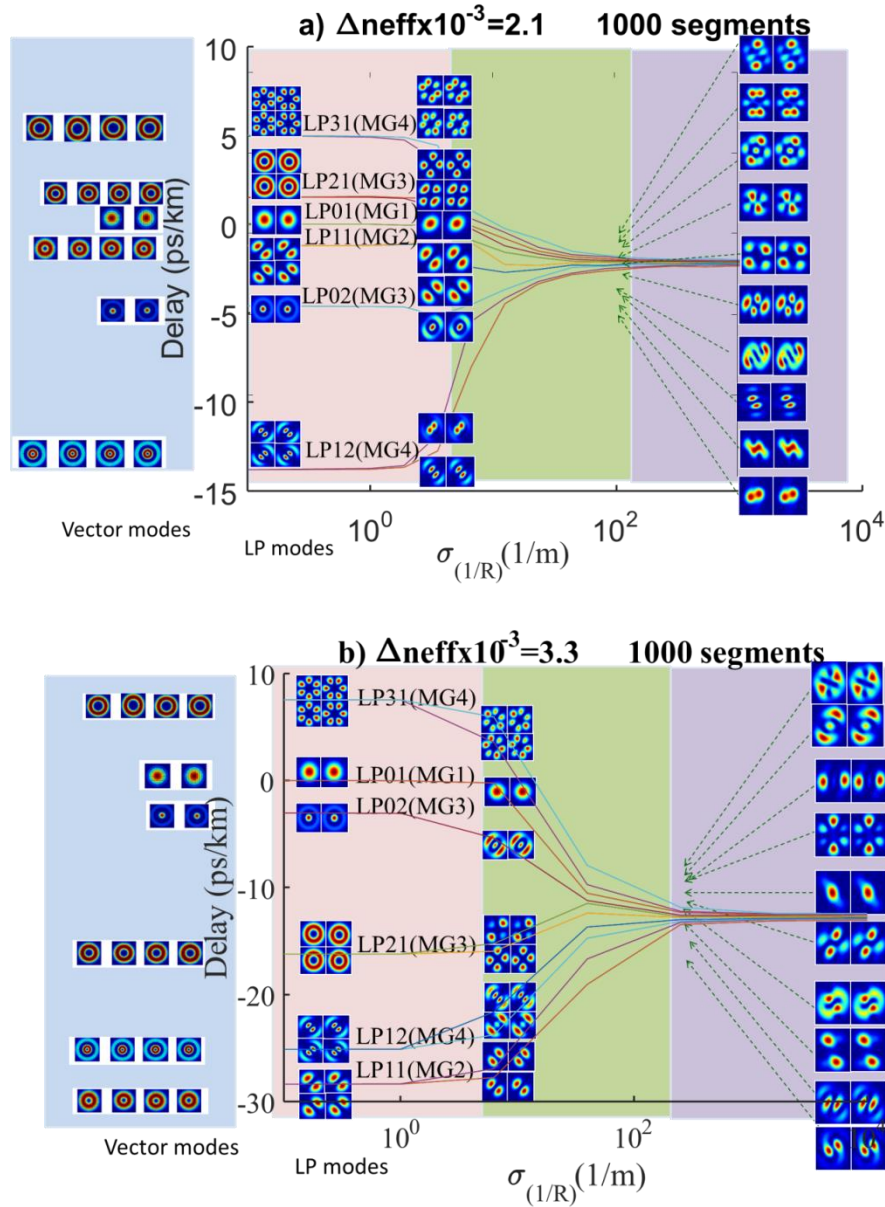 a) Δneffx10⁻³=2.1 1000 segments
10
5
0
-5
-10
-15
Delay (ps/km)
LP31(MG4)
LP21(MG3)
LP01(MG1)
LP11(MG2)
LP02(MG3)
LP12(MG4)
10⁰
10²
10⁴
Vector modes
LP modes
σ(1/R)(1/m)
b) Δneffx10⁻³=3.3 1000 segments
10
0
-10
-20
-30
Delay (ps/km)
LP31(MG4)
LP01(MG1)
LP02(MG3)
LP21(MG3)
LP12(MG4)
LP11(MG2)
10⁰
10²
Vector modes
LP modes
σ(1/R)(1/m)